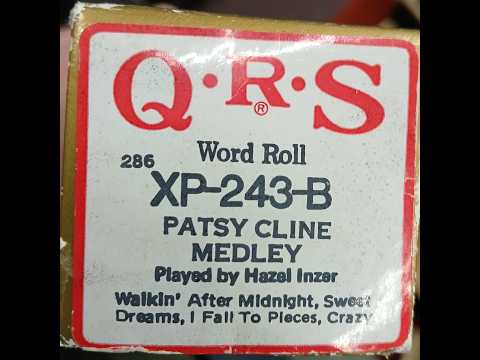 Q·R·S
®
Word Roll
286
XP-243-B
PATSY CLINE
MEDLEY
Played by Hazel Inzer
Walkin' After Midnight, Sweet
Dreams, I Fall To Pieces, Crazy